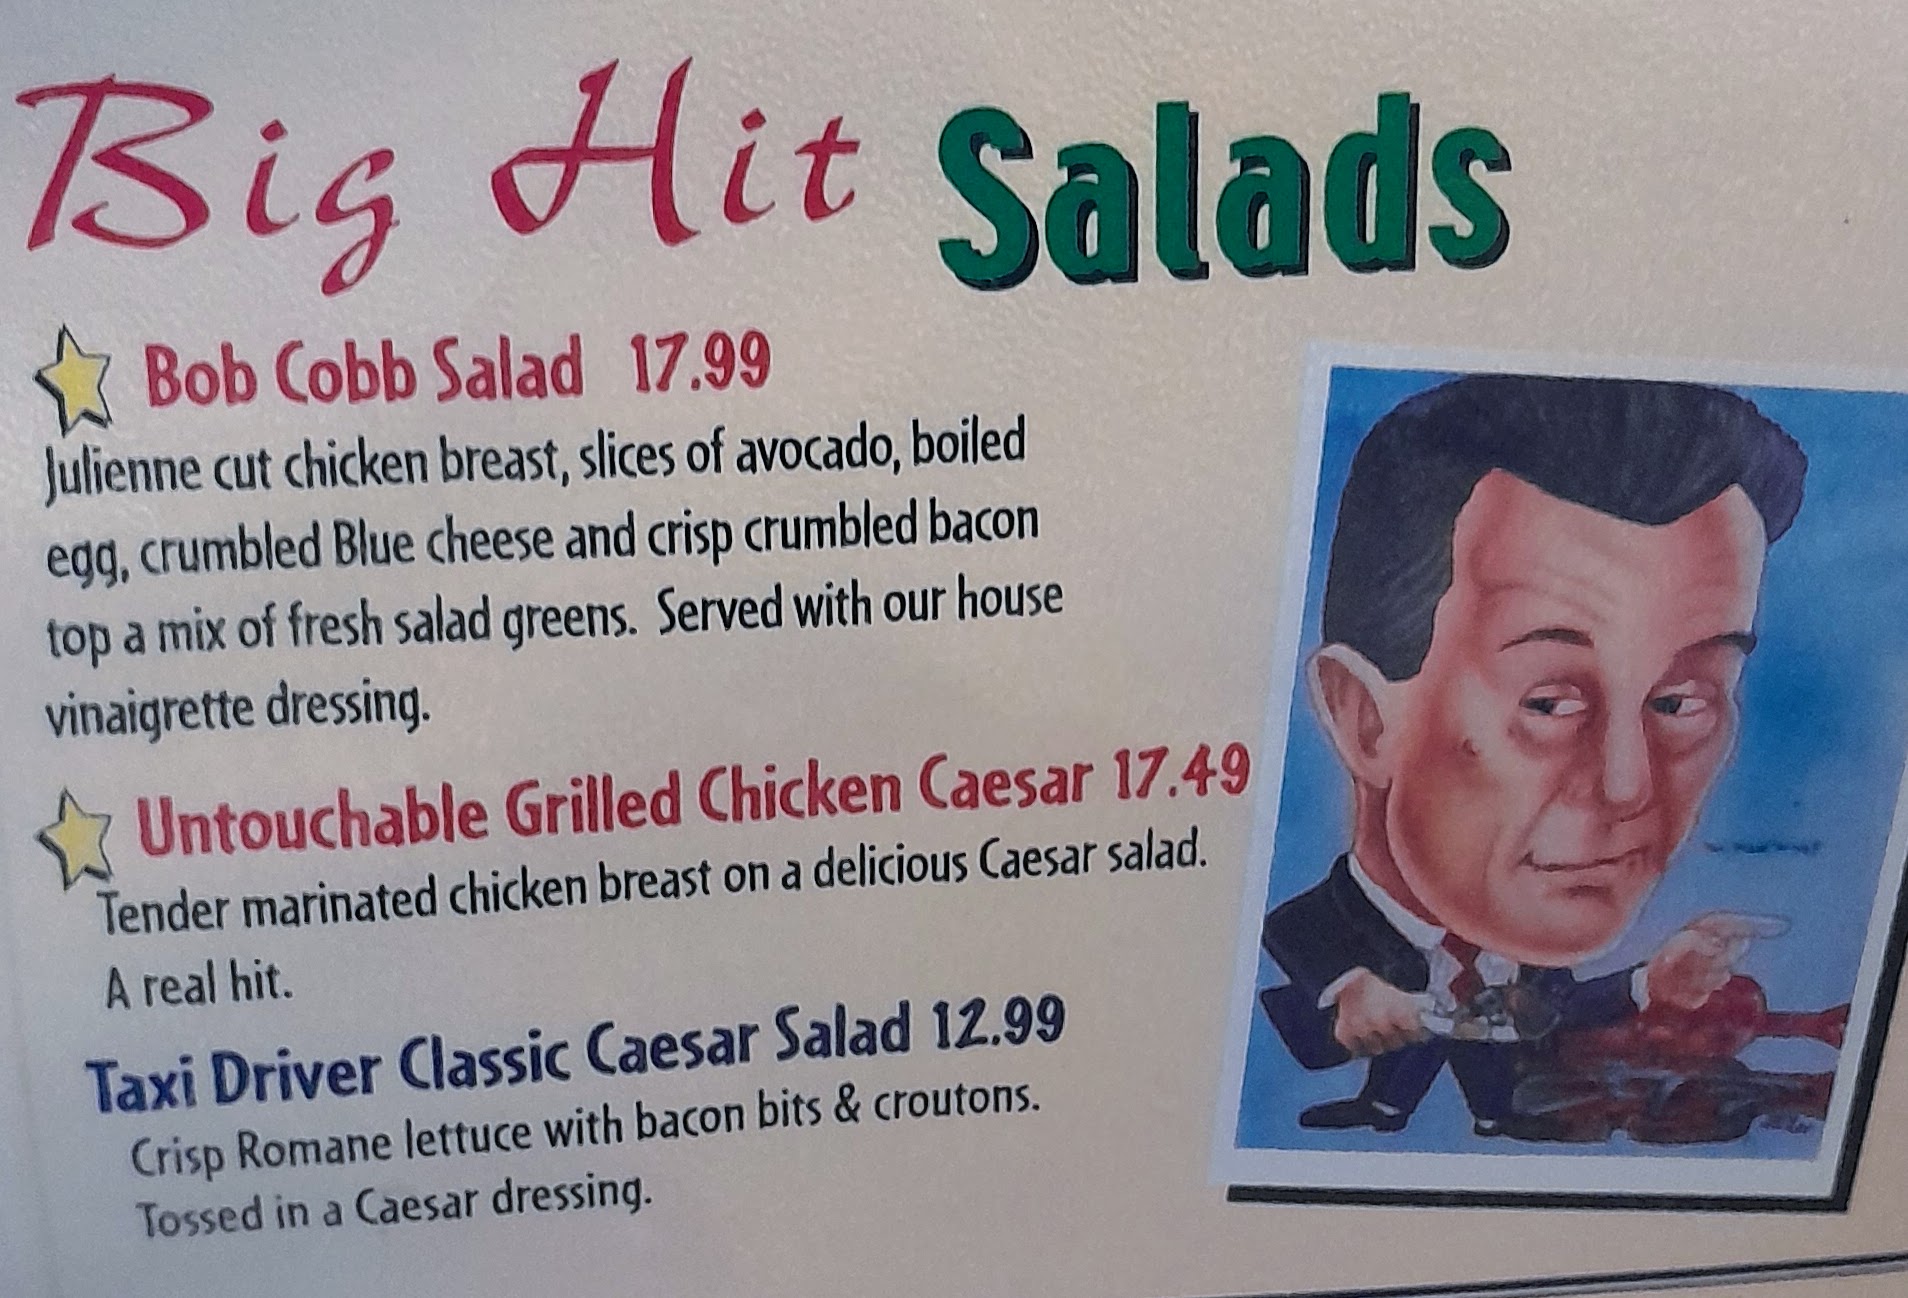 Big Hit Salads
Bob Cobb Salad 17.99
Julienne cut chicken breast, slices of avocado, boiled
egg, crumbled Blue cheese and crisp crumbled bacon
top a mix of fresh salad greens. Served with our house
vinaigrette dressing.
Untouchable Grilled Chicken Caesar 17.49
Tender marinated chicken breast on a delicious Caesar salad.
A real hit.
Taxi Driver Classic Caesar Salad 12.99
Crisp Romane lettuce with bacon bits & croutons.
Tossed in a Caesar dressing.